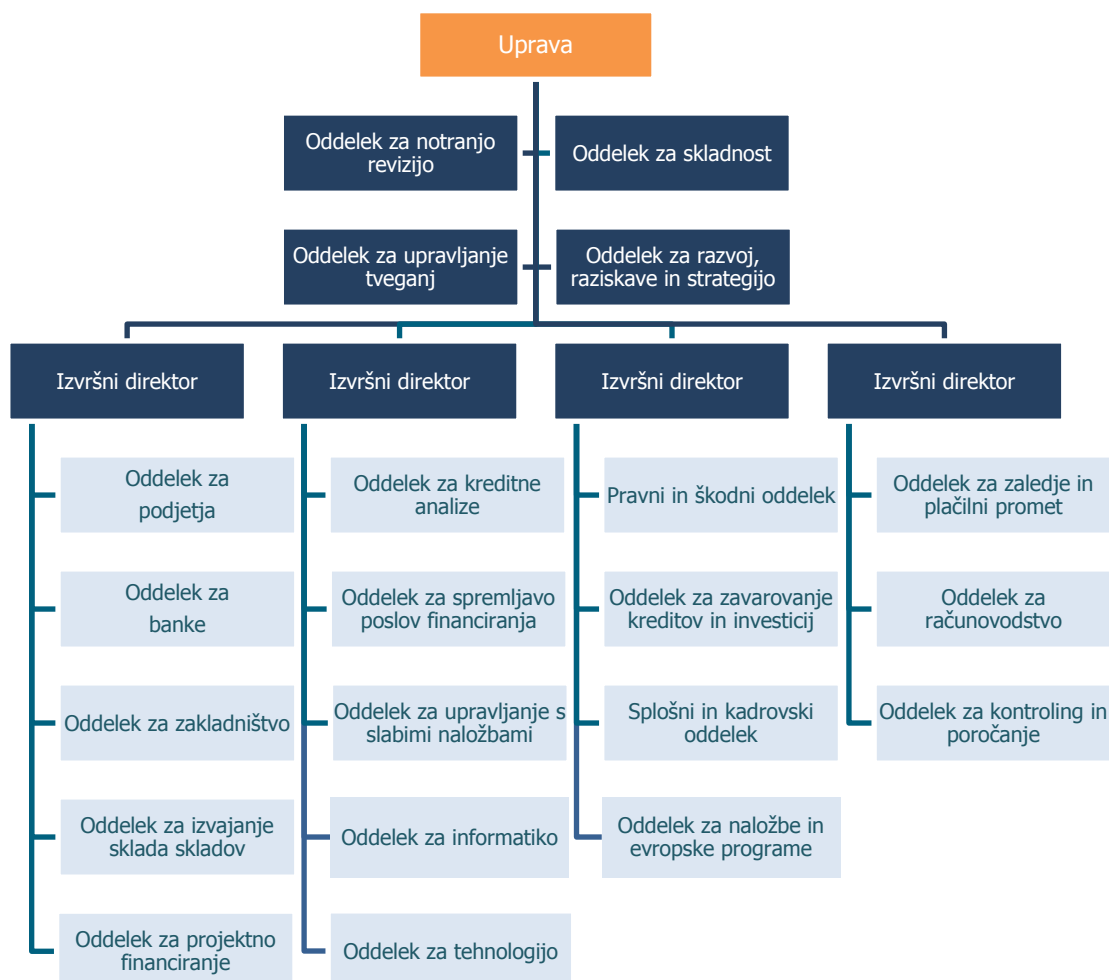 Uprava
Oddelek za notranjo
revizijo
Oddelek za skladnost
Oddelek za upravljanje
tveganj
Oddelek za razvoj,
raziskave in strategijo
Izvršni direktor
Izvršni direktor
Izvršni direktor
Izvršni direktor
Oddelek za
podjetja
Oddelek za
banke
Oddelek za zakladništvo
Oddelek za izvajanje
sklada skladov
Oddelek za projektno
financiranje
Oddelek za kreditne
analize
Oddelek za spremljavo
poslov financiranja
Oddelek za upravljanje s
slabimi naložbami
Oddelek za informatiko
Oddelek za tehnologijo
Pravni in škodni oddelek
Oddelek za zavarovanje
kreditov in investicij
Splošni in kadrovski
oddelek
Oddelek za naložbe in
evropske programe
Oddelek za zaledje in
plačilni promet
Oddelek za
računovodstvo
Oddelek za kontroling in
poročanje